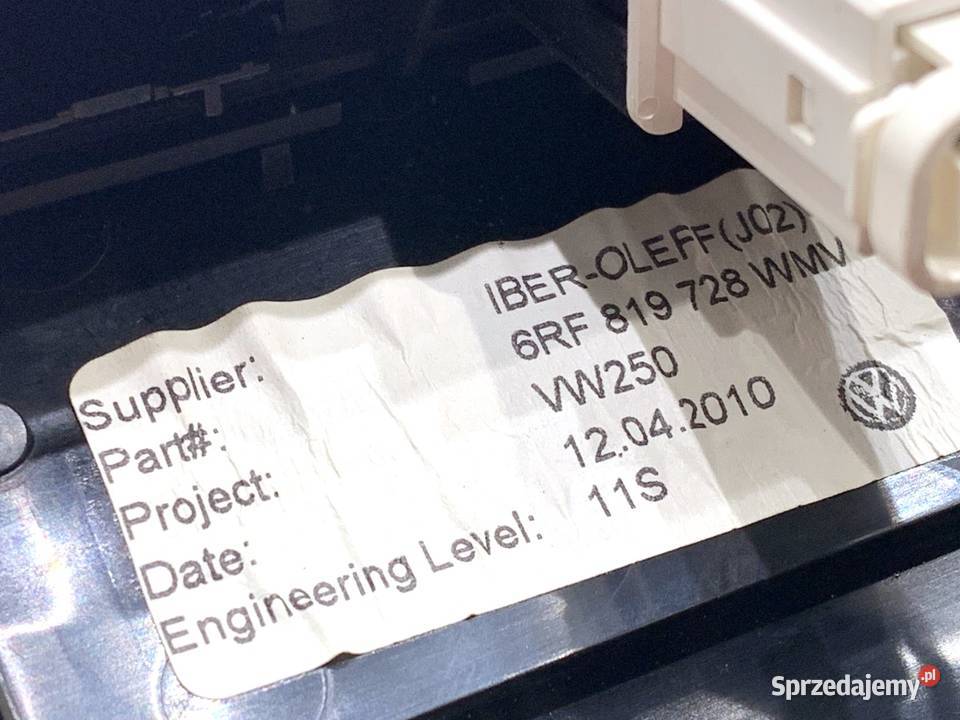 Supplier: IBER-OLEFF(J02)
Part#: 6RF 819 728 WMV
Project: VW250
Date: 12.04.2010
Engineering Level: 11S
Sprzedajemy.pl